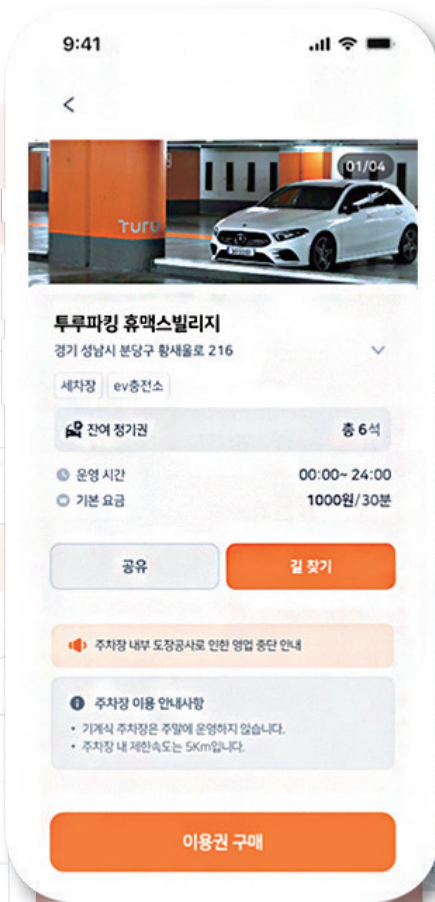 9:41
01/04
TURU
투루파킹 휴맥스빌리지
경기 성남시 분당구 황새울로 216
세차장 ev충전소
잔여 정기권 총 6석
운영 시간 00:00~ 24:00
기본 요금 1000원/30분
공유 길 찾기
주차장 내부 도장공사로 인한 영업 중단 안내
주차장 이용 안내사항
• 기계식 주차장은 주말에 운영하지 않습니다.
• 주차장 내 제한속도는 5Km입니다.
이용권 구매